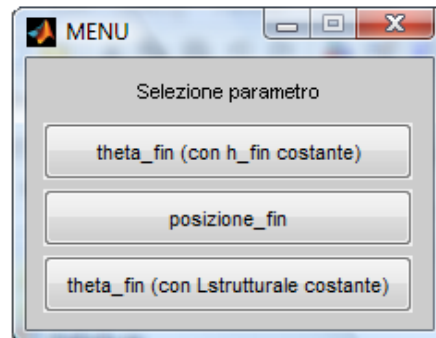 MENU
Selezione parametro
theta_fin (con h_fin costante)
posizione_fin
theta_fin (con Lstrutturale costante)